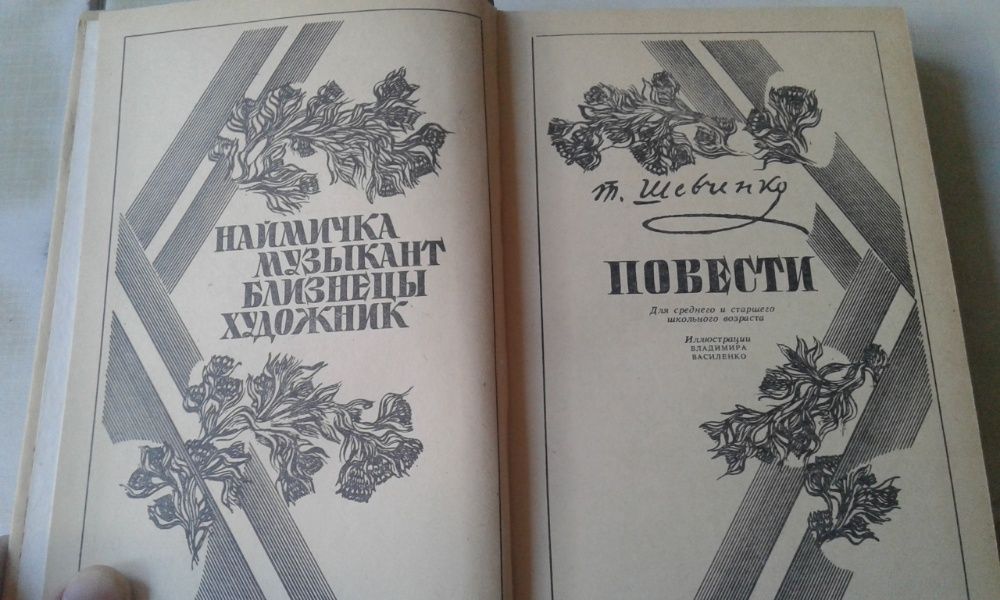 НАЙМИЧКА
МУЗЫКАНТ
БЛИЗНЕЦЫ
ХУДОЖНИК
Т. Шевченко
ПОВЕСТИ
Для среднего и старшего
школьного возраста
Иллюстрации
ВЛАДИМИРА
ВАСИЛЕНКО